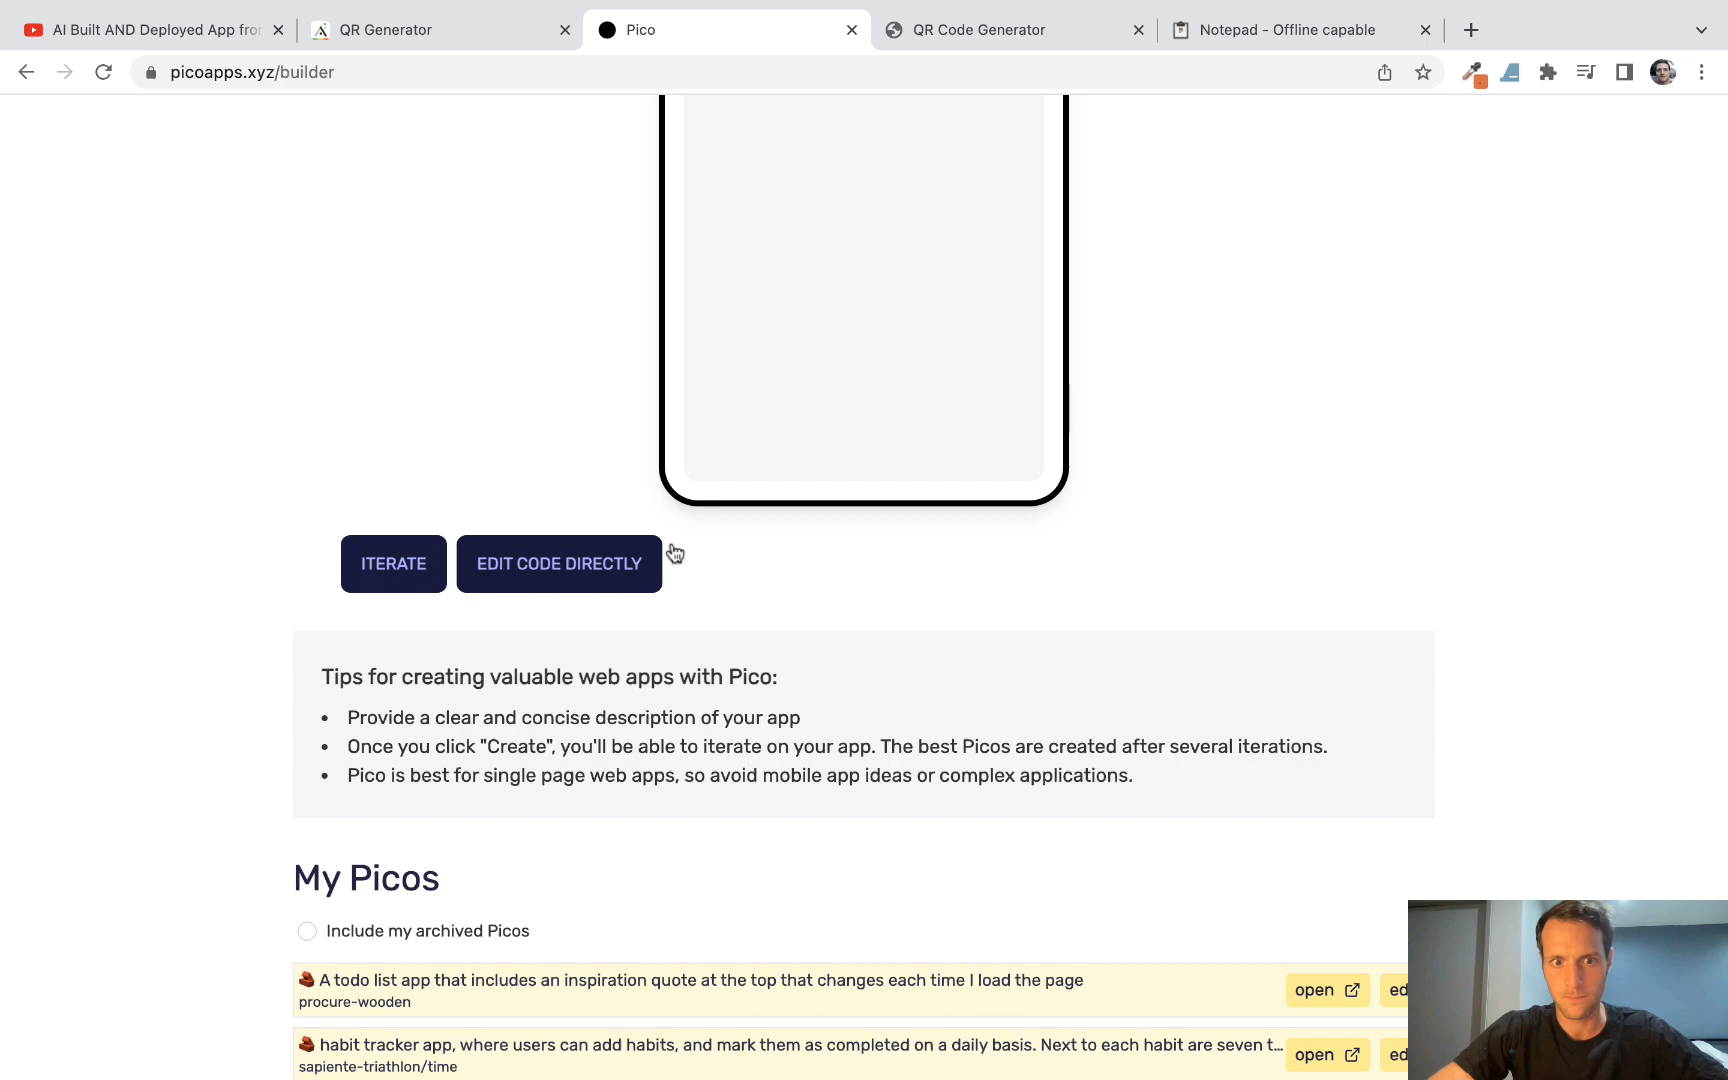 AI Built AND Deployed App fro
QR Generator
Pico
QR Code Generator
Notepad - Offline capable
picoapps.xyz/builder
ITERATE
EDIT CODE DIRECTLY
Tips for creating valuable web apps with Pico:
• Provide a clear and concise description of your app
• Once you click "Create", you'll be able to iterate on your app. The best Picos are created after several iterations.
• Pico is best for single page web apps, so avoid mobile app ideas or complex applications.
My Picos
Include my archived Picos
A todo list app that includes an inspiration quote at the top that changes each time I load the page
open
ed
procure-wooden
habit tracker app, where users can add habits, and mark them as completed on a daily basis. Next to each habit are seven t...
open
ed
sapiente-triathlon/time